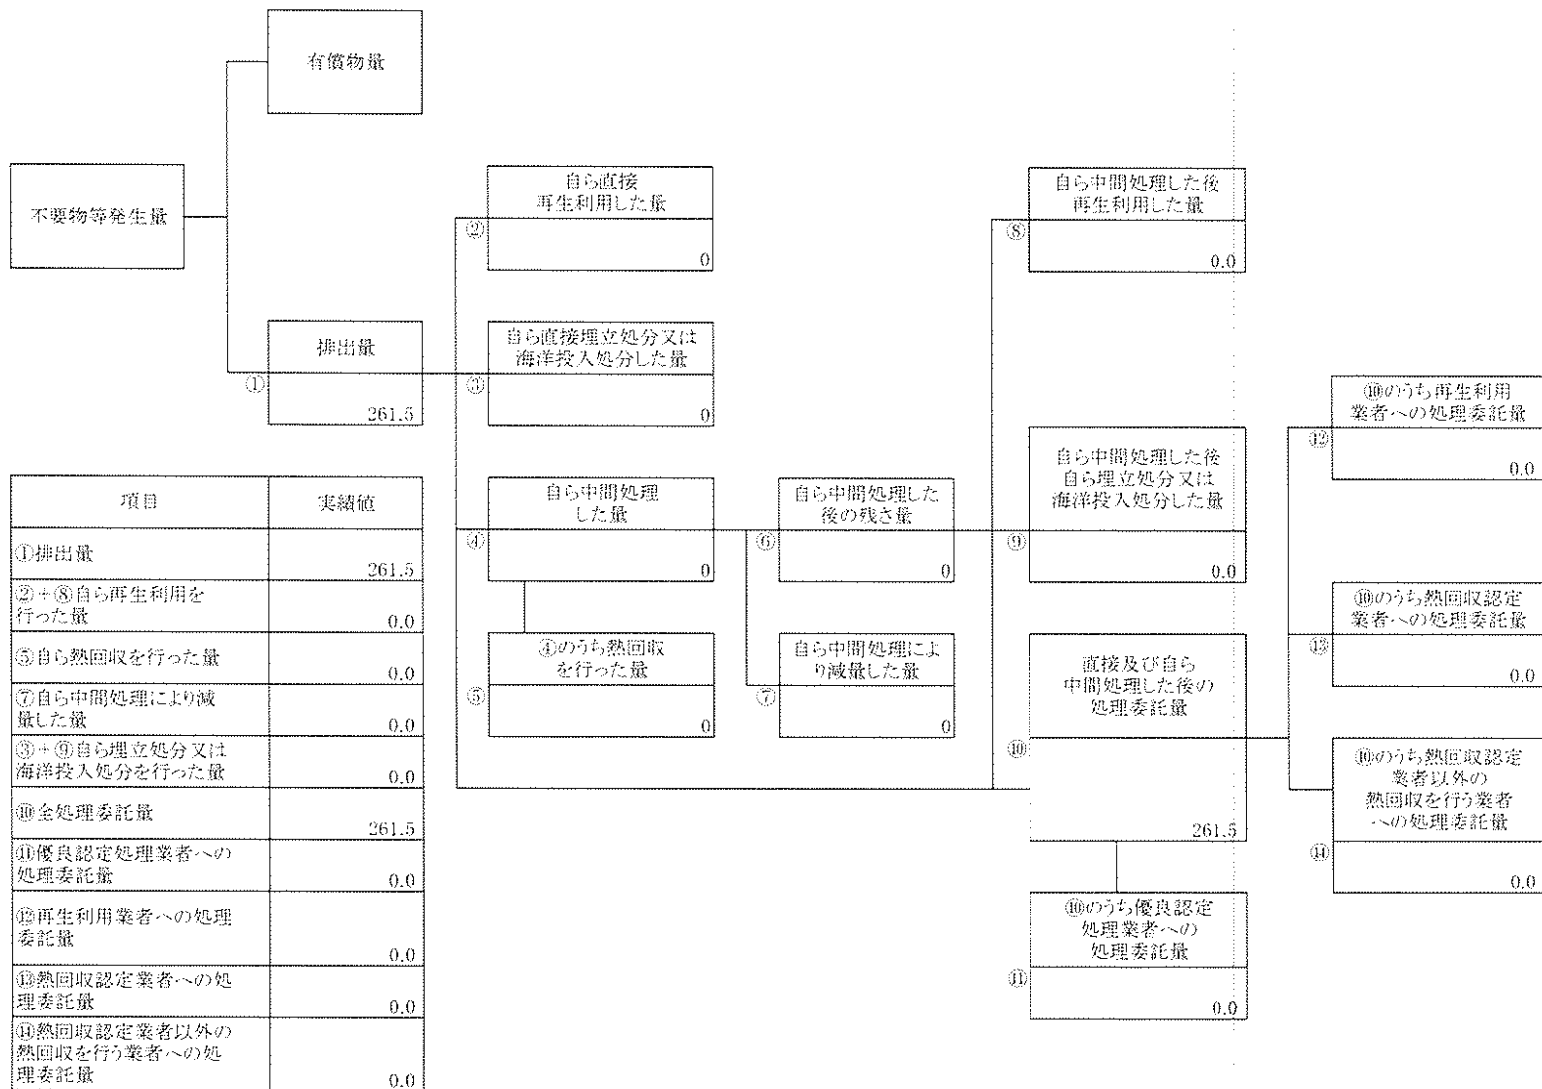 有償物量
不要物等発生量
排出量
①
261.5
自ら直接
再生利用した量
②
0
自ら直接埋立処分又は
海洋投入処分した量
③
0
自ら中間処理
した量
④
0
④のうち熱回収
を行った量
⑤
0
自ら中間処理した
後の残さ量
⑥
0
自ら中間処理によ
り減量した量
⑦
0
自ら中間処理した後
再生利用した量
⑧
0.0
自ら中間処理した後
自ら埋立処分又は
海洋投入処分した量
⑨
0.0
直接及び自ら
中間処理した後の
処理委託量
⑩
261.5
⑩のうち優良認定
処理業者への
処理委託量
⑪
0.0
⑩のうち再生利用
業者への処理委託量
⑫
0.0
⑩のうち熱回収認定
業者への処理委託量
⑬
0.0
⑩のうち熱回収認定
業者以外の
熱回収を行う業者
への処理委託量
⑭
0.0
項目 実績値
①排出量
261.5
②+⑧自ら再生利用を
行った量
0.0
⑤自ら熱回収を行った量
0.0
⑦自ら中間処理により減
量した量
0.0
③+⑨自ら埋立処分又は
海洋投入処分を行った量
0.0
⑩全処理委託量
261.5
⑪優良認定処理業者への
処理委託量
0.0
⑫再生利用業者への処理
委託量
0.0
⑬熱回収認定業者への処
理委託量
0.0
⑭熱回収認定業者以外の
熱回収を行う業者への処
理委託量
0.0